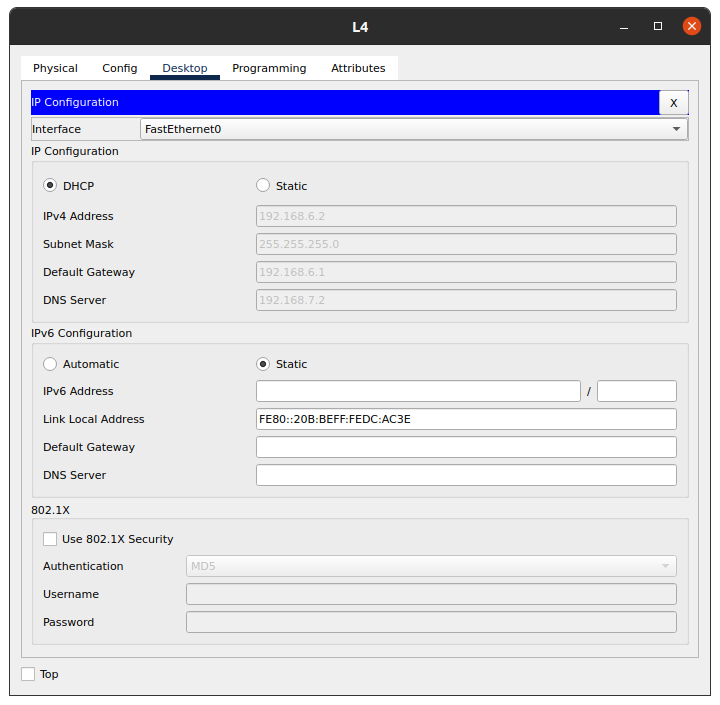 L4
Physical Config Desktop Programming Attributes
IP Configuration X
Interface FastEthernet0
IP Configuration
DHCP Static
IPv4 Address 192.168.6.2
Subnet Mask 255.255.255.0
Default Gateway 192.168.6.1
DNS Server 192.168.7.2
IPv6 Configuration
Automatic Static
IPv6 Address /
Link Local Address FE80::20B:BEFF:FEDC:AC3E
Default Gateway
DNS Server
802.1X
Use 802.1X Security
Authentication MD5
Username
Password
Top